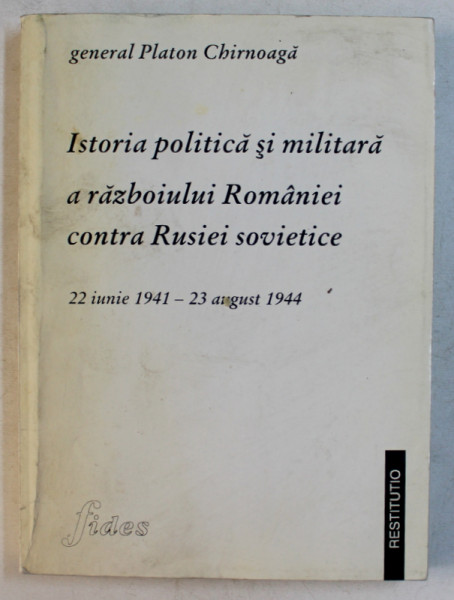 general Platon Chirnoagă
Istoria politică și militară
a războiului României
contra Rusiei sovietice
22 iunie 1941 – 23 august 1944
fides
RESTITUTIO